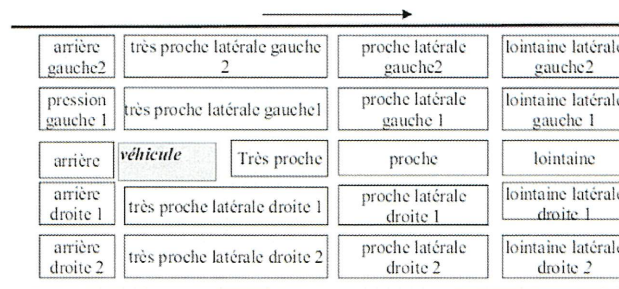 arrière
gauche2
très proche latérale gauche
2
proche latérale
gauche2
lointaine latérale
gauche2
pression
gauche 1
très proche latérale gauche1
proche latérale
gauche 1
lointaine latérale
gauche 1
arrière
véhicule
Très proche
proche
lointaine
arrière
droite 1
très proche latérale droite 1
proche latérale
droite 1
lointaine latérale
droite 1
arrière
droite 2
très proche latérale droite 2
proche latérale
droite 2
lointaine latérale
droite 2